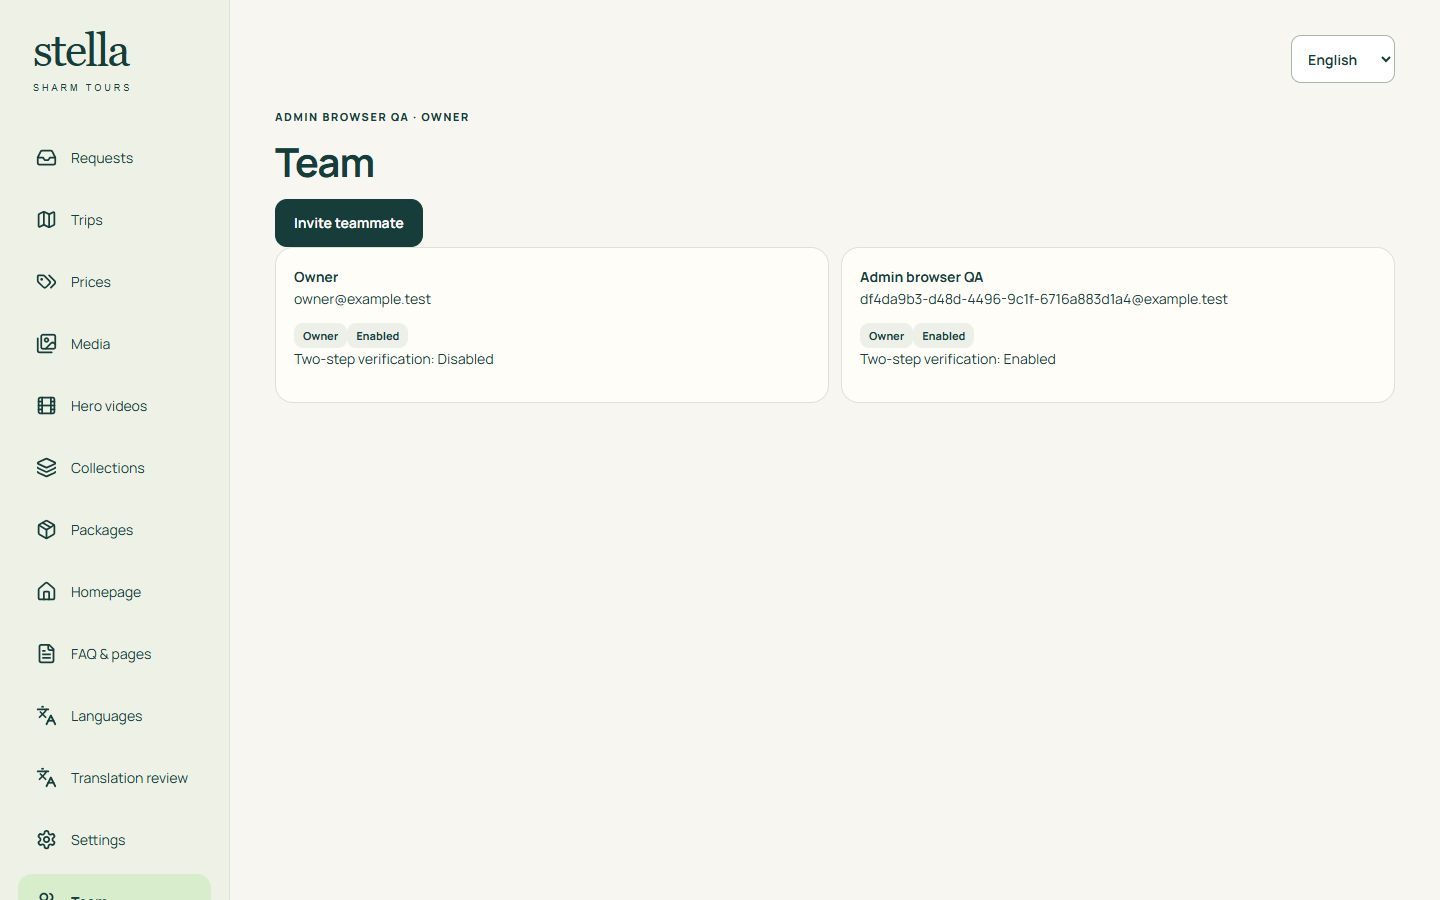 stella
SHARM TOURS
Requests
Trips
Prices
Media
Hero videos
Collections
Packages
Homepage
FAQ & pages
Languages
Translation review
Settings
Team
English
ADMIN BROWSER QA · OWNER
Team
Invite teammate
Owner
owner@example.test
Owner Enabled
Two-step verification: Disabled
Admin browser QA
df4da9b3-d48d-4496-9c1f-6716a883d1a4@example.test
Owner Enabled
Two-step verification: Enabled